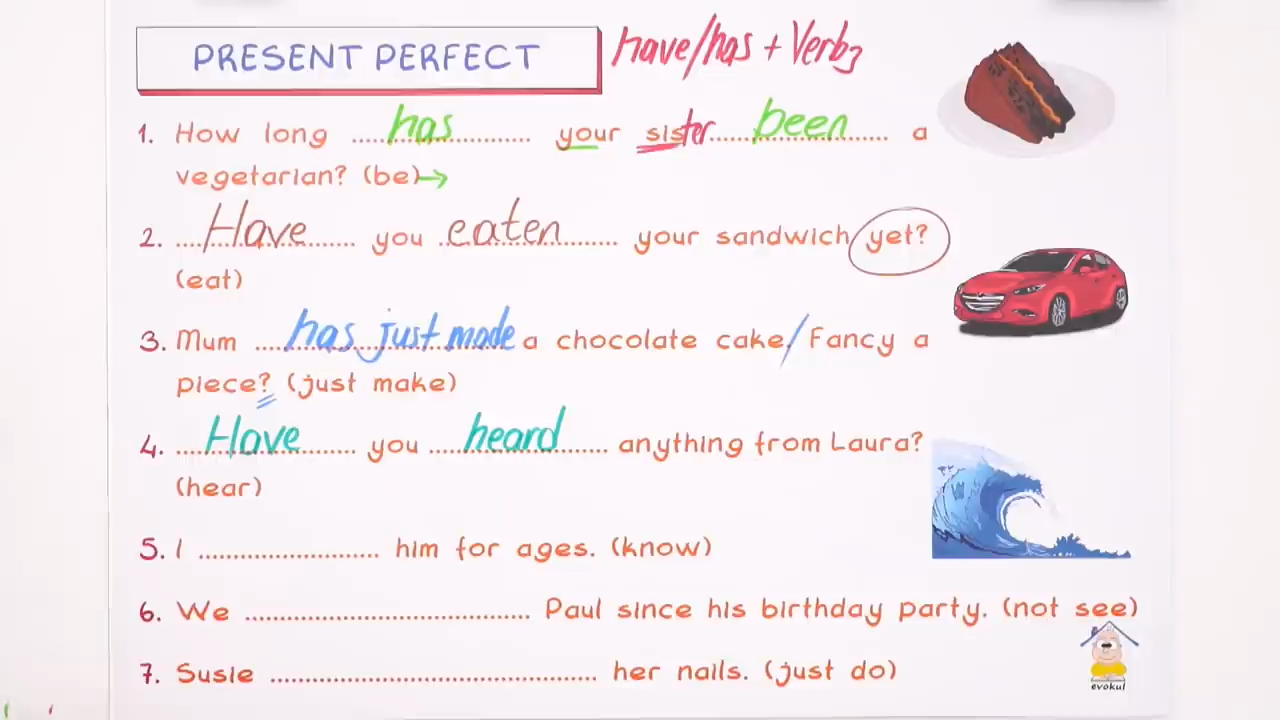 PRESENT PERFECT have/has + Verb3
1. How long ....has.... your sister....been.... a
vegetarian? (be)→
2. ....Have.... you ....eaten.... your sandwich yet?
(eat)
3. Mum ....has just made a chocolate cake./ Fancy a
piece? (just make)
4. ....Have.... you ....heard.... anything from Laura?
(hear)
5. I .......................... him for ages. (know)
6. We ........................................ Paul since his birthday party. (not see)
7. Susie .............................................. her nails. (just do)
evokul